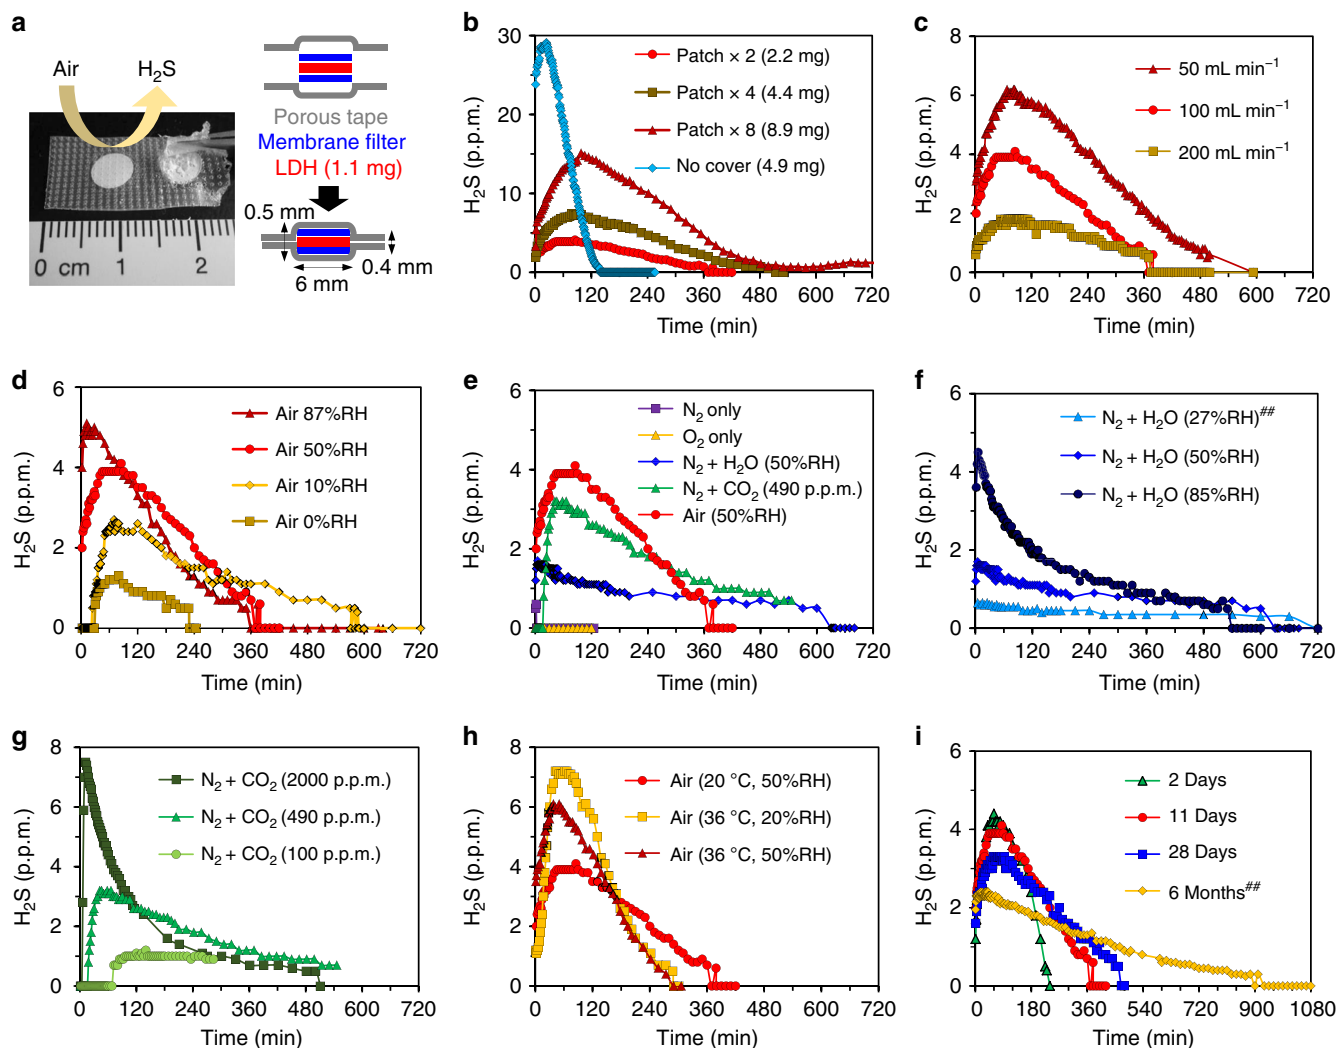 a
Air
H2S
Porous tape
Membrane filter
LDH (1.1 mg)
0.5 mm
0.4 mm
6 mm
0 cm 1 2
b
H2S (p.p.m.)
30
20
10
0
Patch × 2 (2.2 mg)
Patch × 4 (4.4 mg)
Patch × 8 (8.9 mg)
No cover (4.9 mg)
0 120 240 360 480 600 720
Time (min)
c
H2S (p.p.m.)
8
6
4
2
0
50 mL min−1
100 mL min−1
200 mL min−1
0 120 240 360 480 600 720
Time (min)
d
H2S (p.p.m.)
6
4
2
0
Air 87%RH
Air 50%RH
Air 10%RH
Air 0%RH
0 120 240 360 480 600 720
Time (min)
e
H2S (p.p.m.)
6
4
2
0
N2 only
O2 only
N2 + H2O (50%RH)
N2 + CO2 (490 p.p.m.)
Air (50%RH)
0 120 240 360 480 600 720
Time (min)
f
H2S (p.p.m.)
6
4
2
0
N2 + H2O (27%RH)##
N2 + H2O (50%RH)
N2 + H2O (85%RH)
0 120 240 360 480 600 720
Time (min)
g
H2S (p.p.m.)
8
6
4
2
0
N2 + CO2 (2000 p.p.m.)
N2 + CO2 (490 p.p.m.)
N2 + CO2 (100 p.p.m.)
0 120 240 360 480 600 720
Time (min)
h
H2S (p.p.m.)
8
6
4
2
0
Air (20 °C, 50%RH)
Air (36 °C, 20%RH)
Air (36 °C, 50%RH)
0 120 240 360 480 600 720
Time (min)
i
H2S (p.p.m.)
6
4
2
0
2 Days
11 Days
28 Days
6 Months##
0 180 360 540 720 900 1080
Time (min)